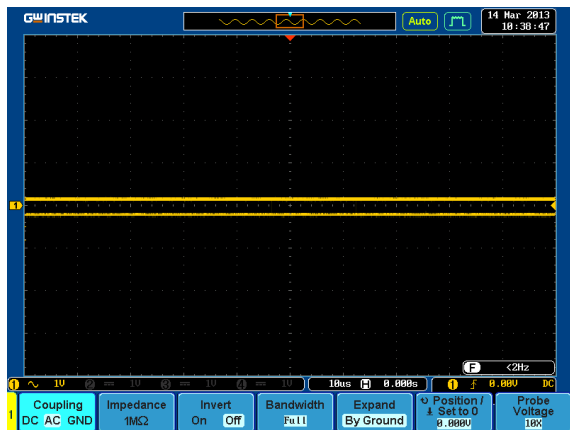 GWINSTEK
Auto
14 Mar 2013
10:38:47
1
F <2Hz
1 ~ 1V 2 == 1V 3 == 1V 4 == 1V
10us H 0.000s
1 0.00V DC
1
Coupling
DC AC GND
Impedance
1MΩ
Invert
On Off
Bandwidth
Full
Expand
By Ground
Position /
Set to 0
0.000V
Probe
Voltage
10X